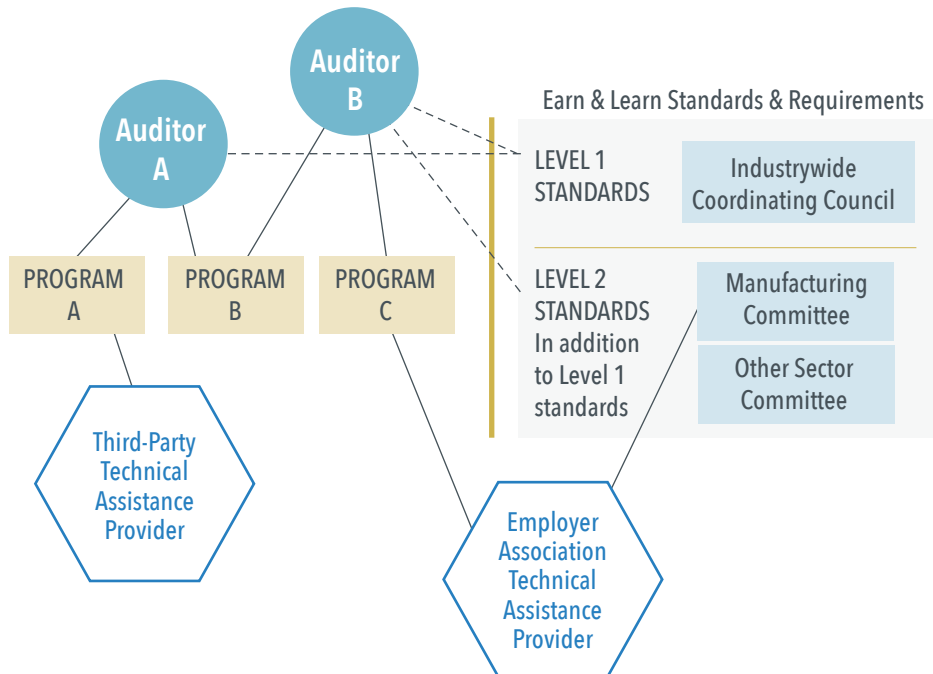 Auditor
A
Auditor
B
Earn & Learn Standards & Requirements
LEVEL 1
STANDARDS
Industrywide
Coordinating Council
LEVEL 2
STANDARDS
In addition
to Level 1
standards
Manufacturing
Committee
Other Sector
Committee
PROGRAM
A
PROGRAM
B
PROGRAM
C
Third-Party
Technical
Assistance
Provider
Employer
Association
Technical
Assistance
Provider